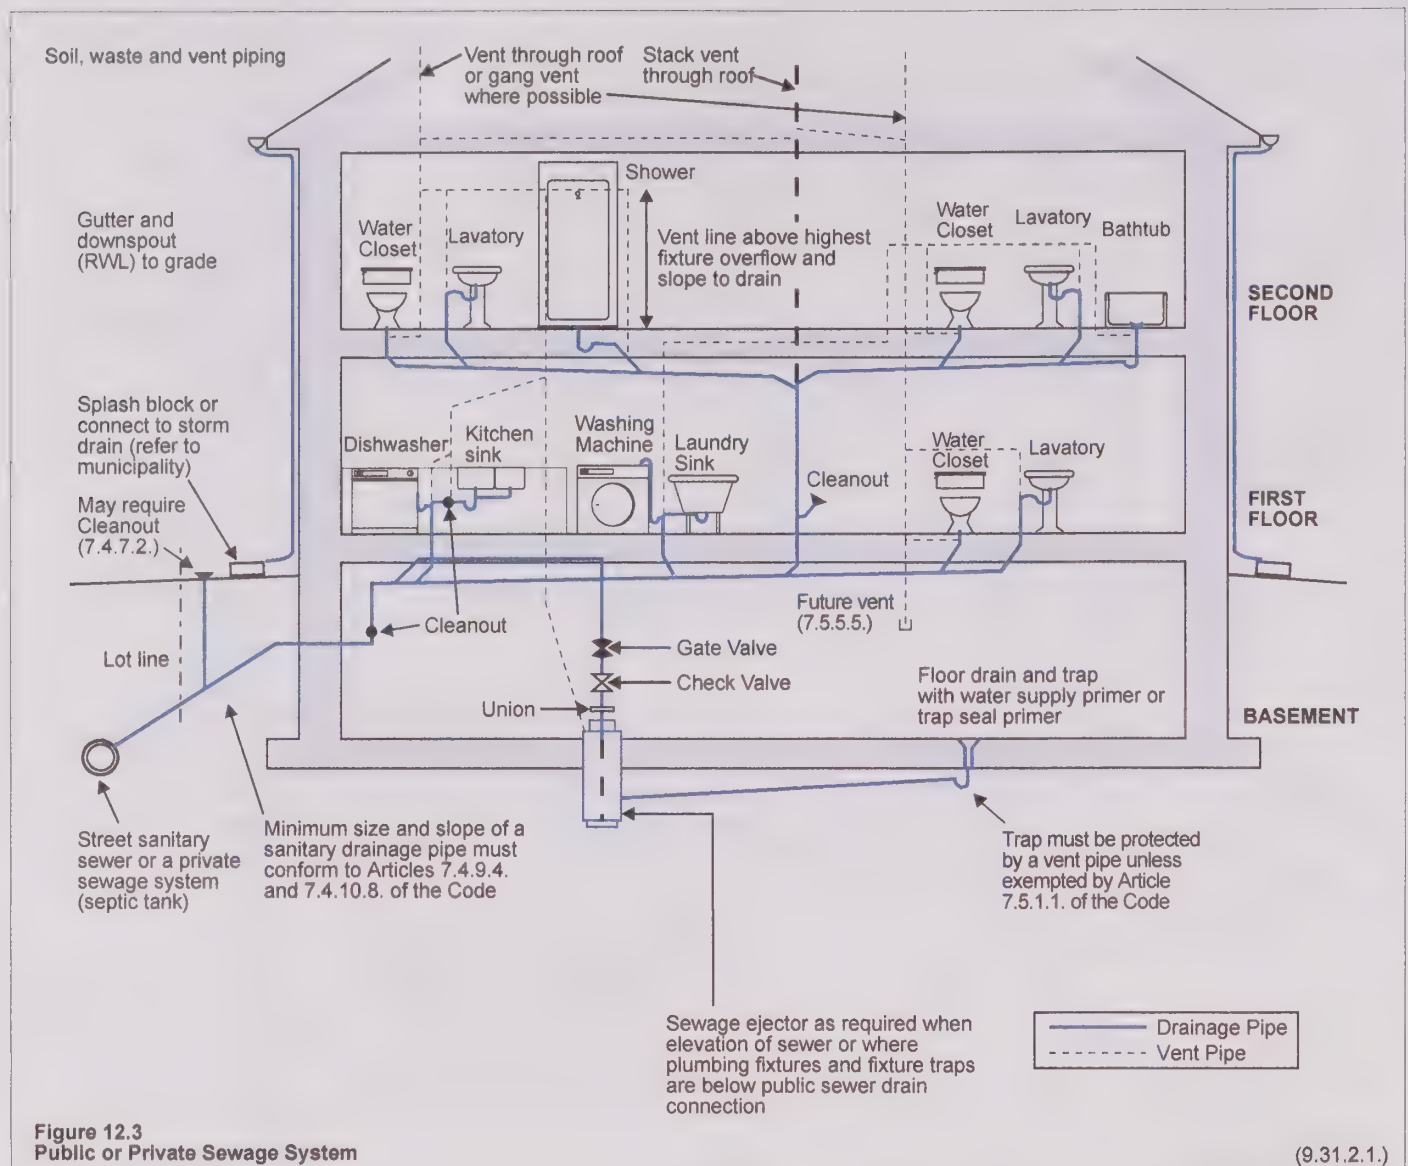 Soil, waste and vent piping
Vent through roof
or gang vent
where possible
Stack vent
through roof
Shower
Water
Closet
Lavatory
Vent line above highest
fixture overflow and
slope to drain
Water
Closet
Lavatory
Bathtub
Gutter and
downspout
(RWL) to grade
SECOND
FLOOR
Splash block or
connect to storm
drain (refer to
municipality)
May require
Cleanout
(7.4.7.2.)
Dishwasher
Kitchen
sink
Washing
Machine
Laundry
Sink
Cleanout
Water
Closet
Lavatory
FIRST
FLOOR
Future vent
(7.5.5.5.)
Cleanout
Lot line
Gate Valve
Check Valve
Union
Floor drain and trap
with water supply primer or
trap seal primer
BASEMENT
Street sanitary
sewer or a private
sewage system
(septic tank)
Minimum size and slope of a
sanitary drainage pipe must
conform to Articles 7.4.9.4.
and 7.4.10.8. of the Code
Trap must be protected
by a vent pipe unless
exempted by Article
7.5.1.1. of the Code
Sewage ejector as required when
elevation of sewer or where
plumbing fixtures and fixture traps
are below public sewer drain
connection
Drainage Pipe
Vent Pipe
Figure 12.3
Public or Private Sewage System
(9.31.2.1.)